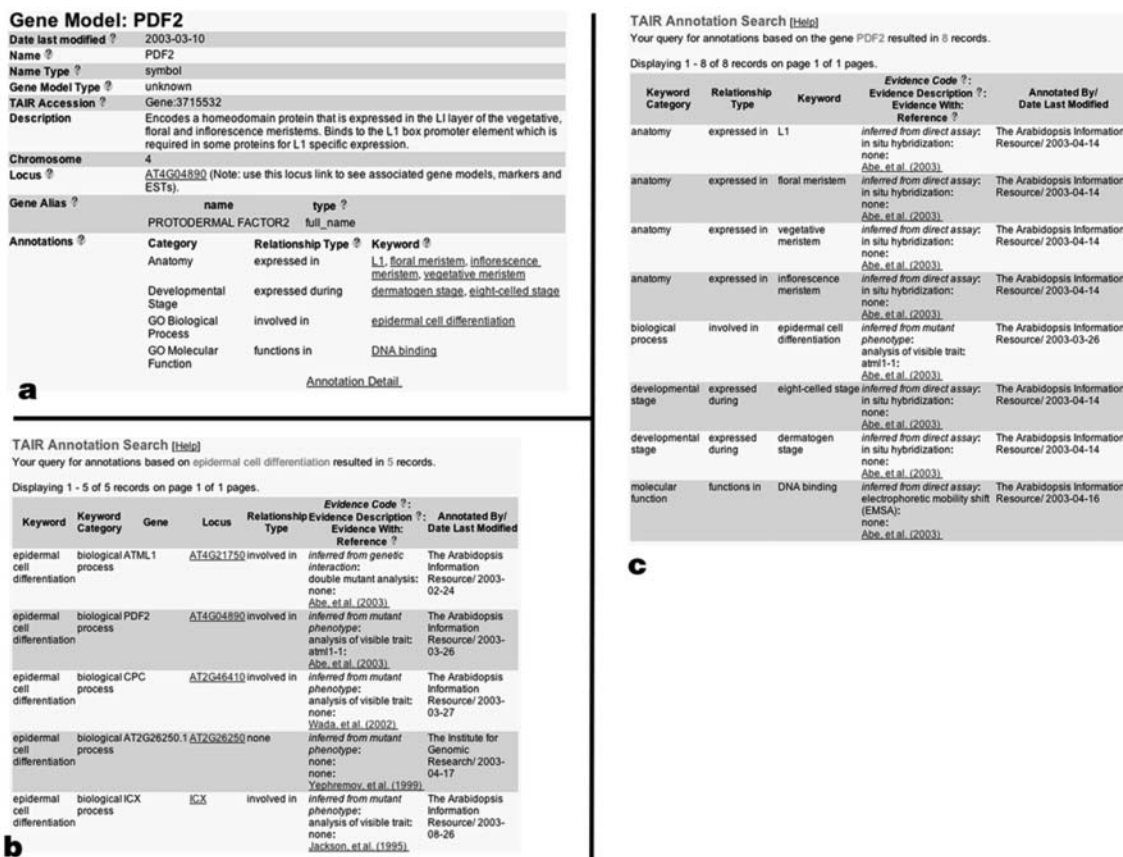 Gene Model: PDF2
Date last modified ? 2003-03-10
Name ? PDF2
Name Type ? symbol
Gene Model Type ? unknown
TAIR Accession ? Gene:3715532
Description Encodes a homeodomain protein that is expressed in the LI layer of the vegetative,
floral and inflorescence meristems. Binds to the L1 box promoter element which is
required in some proteins for L1 specific expression.
Chromosome 4
Locus ? AT4G04890 (Note: use this locus link to see associated gene models, markers and
ESTs).
Gene Alias ? name type ?
PROTODERMAL FACTOR2 full_name
Annotations ? Category Relationship Type ? Keyword ?
Anatomy expressed in L1, floral meristem, inflorescence
meristem, vegetative meristem
Developmental expressed during dermatogen stage, eight-celled stage
Stage
GO Biological involved in epidermal cell differentiation
Process
GO Molecular functions in DNA binding
Function
Annotation Detail
a
TAIR Annotation Search [Help]
Your query for annotations based on epidermal cell differentiation resulted in 5 records.
Displaying 1 - 5 of 5 records on page 1 of 1 pages.
Evidence Code ?:
Keyword Keyword Gene Locus Relationship Evidence Description ?: Annotated By/
Category Type Evidence With: Date Last Modified
Reference ?
epidermal biological ATML1 AT4G21750 involved in inferred from genetic The Arabidopsis
cell process interaction: Information
differentiation double mutant analysis: Resource/ 2003-
none: 02-24
Abe, et al. (2003)
epidermal biological PDF2 AT4G04890 involved in inferred from mutant The Arabidopsis
cell process phenotype: Information
differentiation analysis of visible trait: Resource/ 2003-
atml1-1: 03-26
Abe, et al. (2003)
epidermal biological CPC AT2G46410 involved in inferred from mutant The Arabidopsis
cell process phenotype: Information
differentiation analysis of visible trait: Resource/ 2003-
none: 03-27
Wada, et al. (2002)
epidermal biological AT2G26250.1 AT2G26250 none inferred from mutant The Institute for
cell process phenotype: Genomic
differentiation none: Research/ 2003-
none: 04-17
Yephremov, et al. (1999)
epidermal biological ICX ICX involved in inferred from mutant The Arabidopsis
cell process phenotype: Information
differentiation analysis of visible trait: Resource/ 2003-
none: 08-26
Jackson, et al. (1995)
b
TAIR Annotation Search [Help]
Your query for annotations based on the gene PDF2 resulted in 8 records.
Displaying 1 - 8 of 8 records on page 1 of 1 pages.
Evidence Code ?:
Keyword Relationship Keyword Evidence Description ?: Annotated By/
Category Type Evidence With: Date Last Modified
Reference ?
anatomy expressed in L1 inferred from direct assay: The Arabidopsis Information
in situ hybridization: Resource/ 2003-04-14
none:
Abe, et al. (2003)
anatomy expressed in floral meristem inferred from direct assay: The Arabidopsis Information
in situ hybridization: Resource/ 2003-04-14
none:
Abe, et al. (2003)
anatomy expressed in vegetative inferred from direct assay: The Arabidopsis Information
meristem in situ hybridization: Resource/ 2003-04-14
none:
Abe, et al. (2003)
anatomy expressed in inflorescence inferred from direct assay: The Arabidopsis Information
meristem in situ hybridization: Resource/ 2003-04-14
none:
Abe, et al. (2003)
biological involved in epidermal cell inferred from mutant The Arabidopsis Information
process differentiation phenotype: Resource/ 2003-03-26
analysis of visible trait:
atml1-1:
Abe, et al. (2003)
developmental expressed eight-celled stage inferred from direct assay: The Arabidopsis Information
stage during in situ hybridization: Resource/ 2003-04-14
none:
Abe, et al. (2003)
developmental expressed dermatogen inferred from direct assay: The Arabidopsis Information
stage during stage in situ hybridization: Resource/ 2003-04-14
none:
Abe, et al. (2003)
molecular functions in DNA binding inferred from direct assay: The Arabidopsis Information
function electrophoretic mobility shift Resource/ 2003-04-16
(EMSA):
none:
Abe, et al. (2003)
c